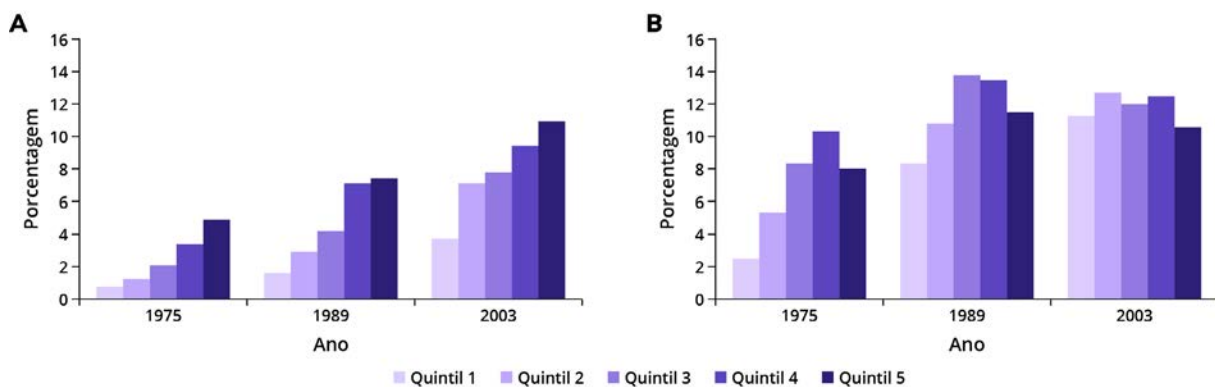 A
B
Porcentagem
16
14
12
10
8
6
4
2
0
1975
1989
2003
Ano
Porcentagem
16
14
12
10
8
6
4
2
0
1975
1989
2003
Ano
Quintil 1
Quintil 2
Quintil 3
Quintil 4
Quintil 5